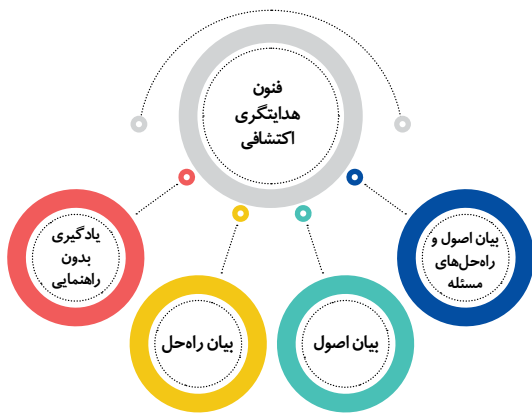 فنون
هدایتگری
اکتشافی
بیان اصول و
راه‌حل‌های
مسئله
بیان اصول
بیان راه‌حل
یادگیری
بدون
راهنمایی